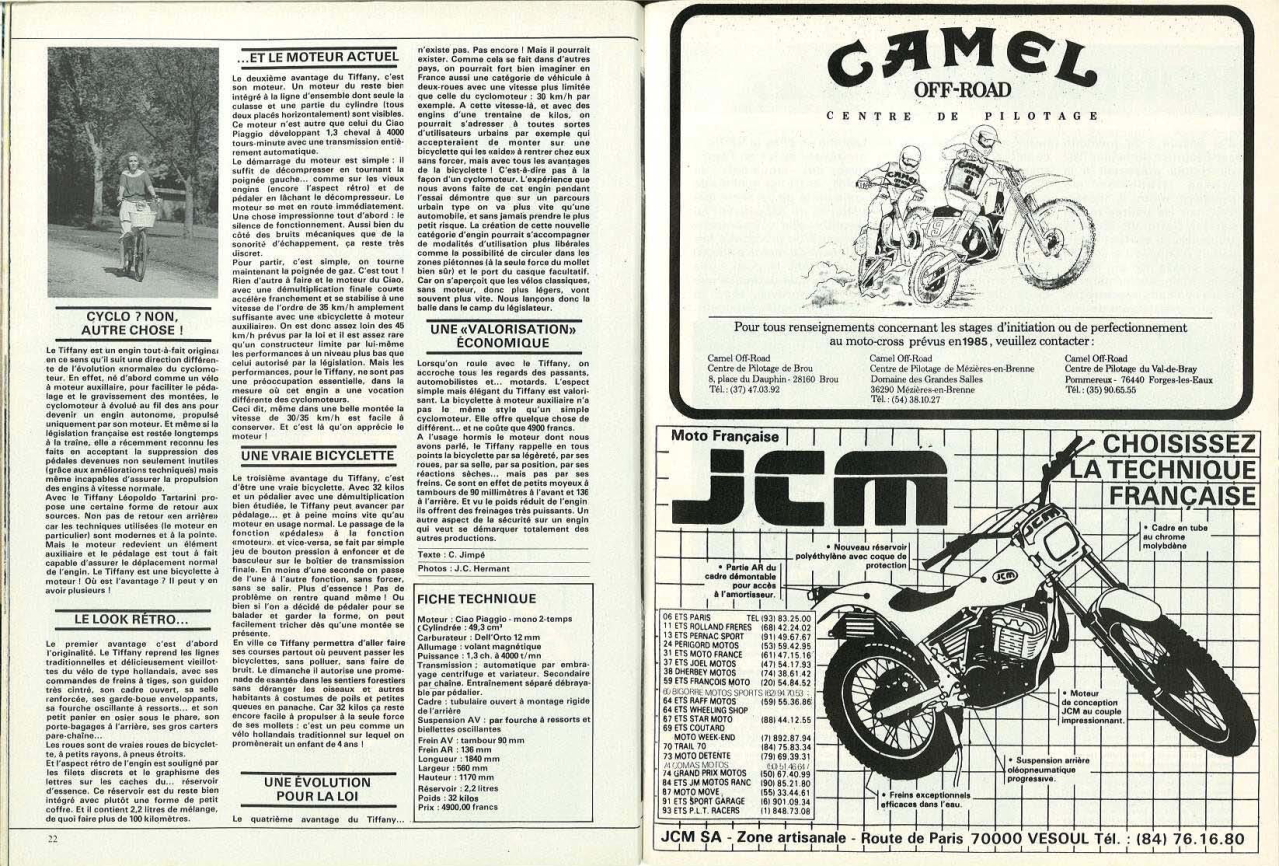 CYCLO ? NON,
AUTRE CHOSE !
Le Tiffany est un engin tout-à-fait original
en ce sens qu'il suit une direction différen-
te de l'évolution «normale» du cyclomo-
teur. En effet, né d'abord comme un vélo
à moteur auxiliaire, pour faciliter le péda-
lage et le gravissement des montées, le
cyclomoteur à évolué au fil des ans pour
devenir un engin autonome, propulsé
uniquement par son moteur. Et même si la
législation française est restée longtemps
à la traîne, elle a récemment reconnu les
faits en acceptant la suppression des
pédales devenues non seulement inutiles
(grâce aux améliorations techniques) mais
même incapables d'assurer la propulsion
des engins à vitesse normale.
Avec le Tiffany Léopoldo Tartarini pro-
pose une certaine forme de retour aux
sources. Non pas de retour «en arrière»
car les techniques utilisées (le moteur en
particulier) sont modernes et à la pointe.
Mais le moteur redevient un élément
auxiliaire et le pédalage est tout à fait
capable d'assurer le déplacement normal
de l'engin. Le Tiffany est une bicyclette à
moteur ! Où est l'avantage ? Il peut y en
avoir plusieurs !
LE LOOK RÉTRO...
Le premier avantage c'est d'abord
l'originalité. Le Tiffany reprend les lignes
traditionnelles et délicieusement vieillot-
tes du vélo de type hollandais, avec ses
commandes de freins à tiges, son guidon
très cintré, son cadre ouvert, sa selle
renforcée, ses garde-boue enveloppants,
sa fourche oscillante à ressorts... et son
petit panier en osier sous le phare, son
porte-bagages à l'arrière, ses gros carters
pare-chaîne...
Les roues sont de vraies roues de bicyclet-
te, à petits rayons, à pneus étroits.
Et l'aspect rétro de l'engin est souligné par
les filets discrets et le graphisme des
lettres sur les caches du... réservoir
d'essence. Ce réservoir est du reste bien
intégré avec plutôt une forme de petit
coffre. Et il contient 2,2 litres de mélange,
de quoi faire plus de 100 kilomètres.
22
...ET LE MOTEUR ACTUEL
Le deuxième avantage du Tiffany, c'est
son moteur. Un moteur du reste bien
intégré à la ligne d'ensemble dont seule la
culasse et une partie du cylindre (tous
deux placés horizontalement) sont visibles.
Ce moteur n'est autre que celui du Ciao
Piaggio développant 1,3 cheval à 4000
tours-minute avec une transmission entiè-
rement automatique.
Le démarrage du moteur est simple : il
suffit de décompresser en tournant la
poignée gauche... comme sur les vieux
engins (encore l'aspect rétro) et de
pédaler en lâchant le décompresseur. Le
moteur se met en route immédiatement.
Une chose impressionne tout d'abord : le
silence de fonctionnement. Aussi bien du
côté des bruits mécaniques que de la
sonorité d'échappement, ça reste très
discret.
Pour partir, c'est simple, on tourne
maintenant la poignée de gaz. C'est tout !
Rien d'autre à faire et le moteur du Ciao,
avec une démultiplication finale courte
accélère franchement et se stabilise à une
vitesse de l'ordre de 35 km/h amplement
suffisante avec une «bicyclette à moteur
auxiliaire». On est donc assez loin des 45
km/h prévus par la loi et il est assez rare
qu'un constructeur limite par lui-même
les performances à un niveau plus bas que
celui autorisé par la législation. Mais les
performances, pour le Tiffany, ne sont pas
une préoccupation essentielle, dans la
mesure où cet engin a une vocation
différente des cyclomoteurs.
Ceci dit, même dans une belle montée la
vitesse de 30/35 km/h est facile à
conserver. Et c'est là qu'on apprécie le
moteur !
UNE VRAIE BICYCLETTE
Le troisième avantage du Tiffany, c'est
d'être une vraie bicyclette. Avec 32 kilos
et un pédalier avec une démultiplication
bien étudiée, le Tiffany peut avancer par
pédalage... et à peine moins vite qu'au
moteur en usage normal. Le passage de la
fonction «pédales» à la fonction
«moteur», et vice-versa, se fait par simple
jeu de bouton pression à enfoncer et de
basculeur sur le boîtier de transmission
finale. En moins d'une seconde on passe
de l'une à l'autre fonction, sans forcer,
sans se salir. Plus d'essence ! Pas de
problème on rentre quand même ! Ou
bien si l'on a décidé de pédaler pour se
balader et garder la forme, on peut
facilement tricher dès qu'une montée se
présente.
En ville ce Tiffany permettra d'aller faire
ses courses partout où peuvent passer les
bicyclettes, sans polluer, sans faire de
bruit. Le dimanche il autorise une prome-
nade de «santé» dans les sentiers forestiers
sans déranger les oiseaux et autres
habitants à costumes de poils et petites
queues en panache. Car 32 kilos ça reste
encore facile à propulser à la seule force
de ses mollets : c'est un peu comme un
vélo hollandais traditionnel sur lequel on
promènerait un enfant de 4 ans !
UNE ÉVOLUTION
POUR LA LOI
Le quatrième avantage du Tiffany...
n'existe pas. Pas encore ! Mais il pourrait
exister. Comme cela se fait dans d'autres
pays, on pourrait fort bien imaginer en
France aussi une catégorie de véhicule à
deux-roues avec une vitesse plus limitée
que celle du cyclomoteur : 30 km/h par
exemple. A cette vitesse-là, et avec des
engins d'une trentaine de kilos, on
pourrait s'adresser à toutes sortes
d'utilisateurs urbains par exemple qui
accepteraient de monter sur une
bicyclette qui les «aide» à rentrer chez eux
sans forcer, mais avec tous les avantages
de la bicyclette ! C'est-à-dire pas à la
façon d'un cyclomoteur. L'expérience que
nous avons faite de cet engin pendant
l'essai démontre que sur un parcours
urbain type on va plus vite qu'une
automobile, et sans jamais prendre le plus
petit risque. La création de cette nouvelle
catégorie d'engin pourrait s'accompagner
de modalités d'utilisation plus libérales
comme la possibilité de circuler dans les
zones piétonnes (à la seule force du mollet
bien sûr) et le port du casque facultatif.
Car on s'aperçoit que les vélos classiques,
sans moteur, donc plus légers, vont
souvent plus vite. Nous lançons donc la
balle dans le camp du législateur.
UNE «VALORISATION»
ÉCONOMIQUE
Lorsqu'on roule avec le Tiffany, on
accroche tous les regards des passants,
automobilistes et... motards. L'espect
simple mais élégant du Tiffany est valori-
sant. La bicyclette à moteur auxiliaire n'a
pas le même style qu'un simple
cyclomoteur. Elle offre quelque chose de
différent... et ne coûte que 4900 francs.
A l'usage hormis le moteur dont nous
avons parlé, le Tiffany rappelle en tous
points la bicyclette par sa légèreté, par ses
roues, par sa selle, par sa position, par ses
réactions sèches... mais pas par ses
freins. Ce sont en effet de petits moyeux à
tambours de 90 millimètres à l'avant et 136
à l'arrière. Et vu le poids réduit de l'engin
ils offrent des freinages très puissants. Un
autre aspect de la sécurité sur un engin
qui veut se démarquer totalement des
autres productions.
Texte : C. Jimpé
Photos : J.C. Hermant
FICHE TECHNIQUE
Moteur : Ciao Piaggio - mono 2-temps
( Cylindrée : 49,3 cm³
Carburateur : Dell'Orto 12 mm
Allumage : volant magnétique
Puissance : 1,3 ch. à 4000 t/mn
Transmission ; automatique par embra-
yage centrifuge et variateur. Secondaire
par chaîne. Entraînement séparé débraya-
ble par pédalier.
Cadre : tubulaire ouvert à montage rigide
de l'arrière
Suspension AV : par fourche à ressorts et
biellettes oscillantes
Frein AV : tambour 90 mm
Frein AR : 136 mm
Longueur : 1840 mm
Largeur : 560 mm
Hauteur : 1170 mm
Réservoir : 2,2 litres
Poids : 32 kilos
Prix : 4900,00 francs
CAMEL
OFF-ROAD
CENTRE DE PILOTAGE
Pour tous renseignements concernant les stages d'initiation ou de perfectionnement
au moto-cross prévus en 1985, veuillez contacter :
Camel Off-Road
Centre de Pilotage de Brou
8, place du Dauphin - 28160 Brou
Tél. : (37) 47.03.92
Camel Off-Road
Centre de Pilotage de Mézières-en-Brenne
Domaine des Grandes Salles
36290 Mézières-en-Brenne
Tél. : (54) 38.10.27
Camel Off-Road
Centre de Pilotage du Val-de-Bray
Pommereux - 76440 Forges-les-Eaux
Tél. : (35) 90.65.55
Moto Française
JCM
CHOISISSEZ
LA TECHNIQUE
FRANÇAISE
JCM
• Cadre en tube
au chrome
molybdène
• Nouveau réservoir
polyéthylène avec coque de
protection
• Partie AR du
cadre démontable
pour accès
à l'amortisseur.
JCM
06 ETS PARIS TEL (93) 83.25.00
11 ETS ROLLAND FRERES (68) 42.24.02
13 ETS PERNAC SPORT (91) 49.67.67
24 PERIGORD MOTOS (53) 59.42.95
31 ETS MOTO FRANCE (61) 47.15.16
37 ETS JOEL MOTOS (47) 54.17.93
38 DHERBEY MOTOS (74) 38.61.42
59 ETS FRANÇOIS MOTO (20) 54.84.52
BIGORRE MOTOS SPORTS (62) 94.70.53
64 ETS RAFF MOTOS (59) 55.36.86
64 ETS WHEELING SHOP
67 ETS STAR MOTO (88) 44.12.55
69 ETS COUTARD
MOTO WEEK-END (7) 892.87.94
70 TRAIL 70 (84) 75.83.34
73 MOTO DETENTE (79) 69.39.31
74 COMAS MOTOS
74 GRAND PRIX MOTOS (50) 67.40.99
84 ETS JM MOTOS RANC (90) 85.21.80
87 MOTO MOVE (55) 33.44.61
91 ETS SPORT GARAGE (6) 901.09.34
93 ETS P.L.T. RACERS (1) 848.73.08
• Moteur
de conception
JCM au couple
impressionnant.
• Suspension arrière
oléopneumatique
progressive.
• Freins exceptionnels
efficaces dans l'eau.
JCM SA - Zone artisanale - Route de Paris 70000 VESOUL Tél. : (84) 76.16.80